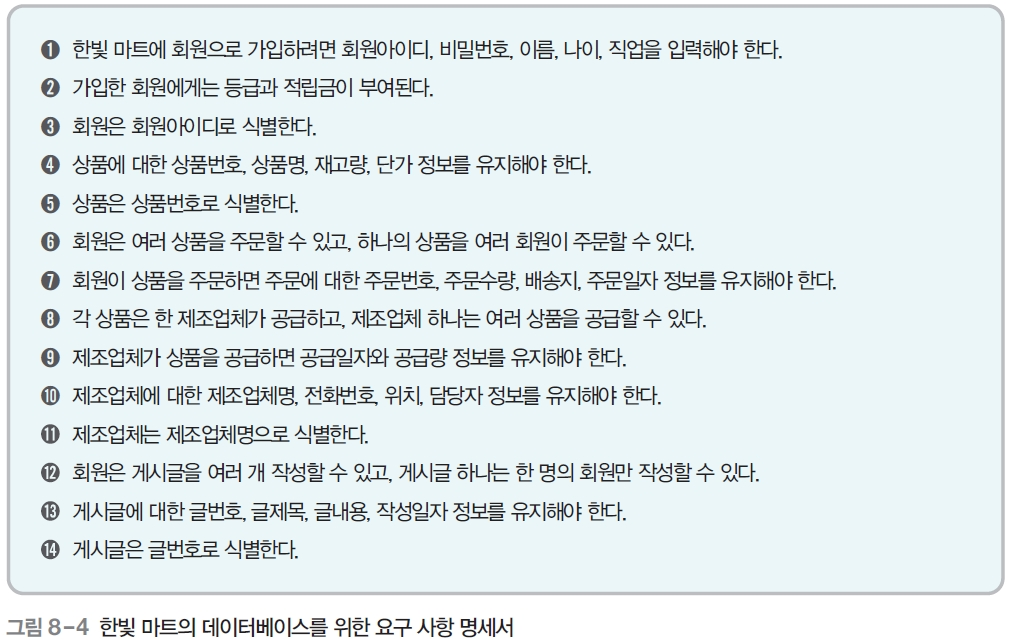 ❶ 한빛 마트에 회원으로 가입하려면 회원아이디, 비밀번호, 이름, 나이, 직업을 입력해야 한다.
❷ 가입한 회원에게는 등급과 적립금이 부여된다.
❸ 회원은 회원아이디로 식별한다.
❹ 상품에 대한 상품번호, 상품명, 재고량, 단가 정보를 유지해야 한다.
❺ 상품은 상품번호로 식별한다.
❻ 회원은 여러 상품을 주문할 수 있고, 하나의 상품을 여러 회원이 주문할 수 있다.
❼ 회원이 상품을 주문하면 주문에 대한 주문번호, 주문수량, 배송지, 주문일자 정보를 유지해야 한다.
❽ 각 상품은 한 제조업체가 공급하고, 제조업체 하나는 여러 상품을 공급할 수 있다.
❾ 제조업체가 상품을 공급하면 공급일자와 공급량 정보를 유지해야 한다.
❿ 제조업체에 대한 제조업체명, 전화번호, 위치, 담당자 정보를 유지해야 한다.
⓫ 제조업체는 제조업체명으로 식별한다.
⓬ 회원은 게시글을 여러 개 작성할 수 있고, 게시글 하나는 한 명의 회원만 작성할 수 있다.
⓭ 게시글에 대한 글번호, 글제목, 글내용, 작성일자 정보를 유지해야 한다.
⓮ 게시글은 글번호로 식별한다.
그림 8-4 한빛 마트의 데이터베이스를 위한 요구 사항 명세서